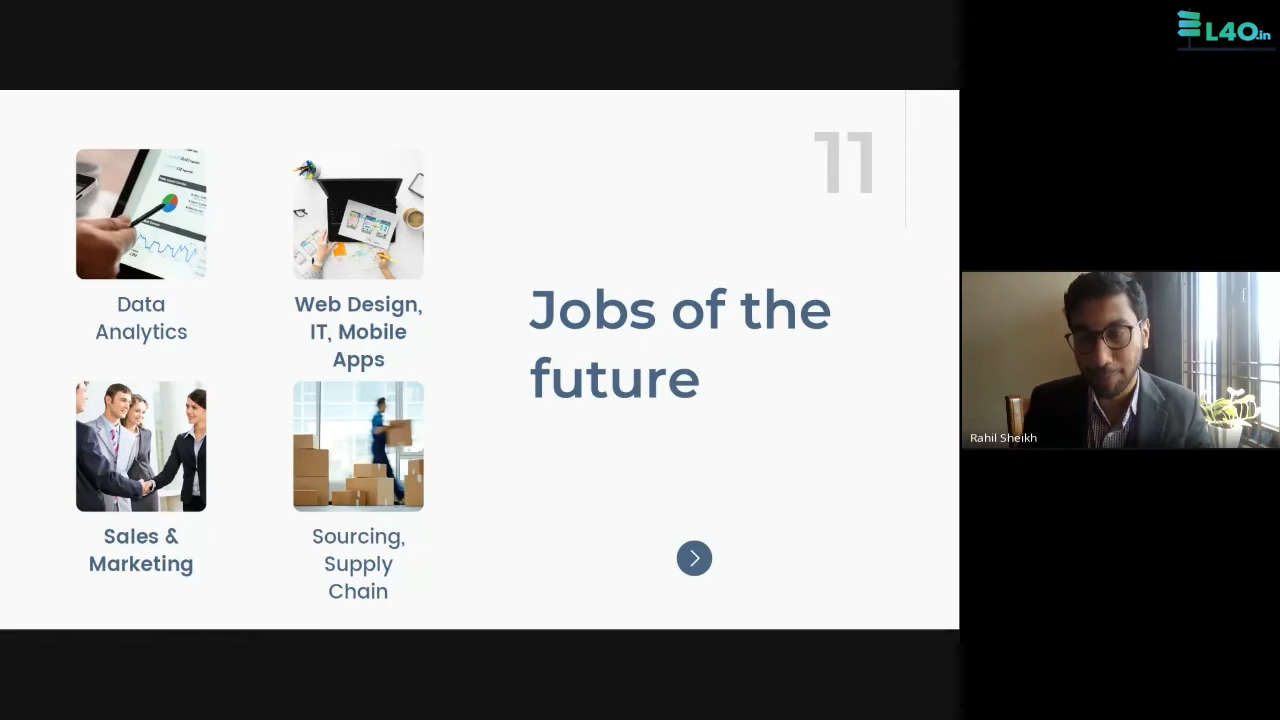 L4O.in
11
Data
Analytics
Web Design,
IT, Mobile
Apps
Jobs of the
future
Sales &
Marketing
Sourcing,
Supply
Chain
Rahil Sheikh